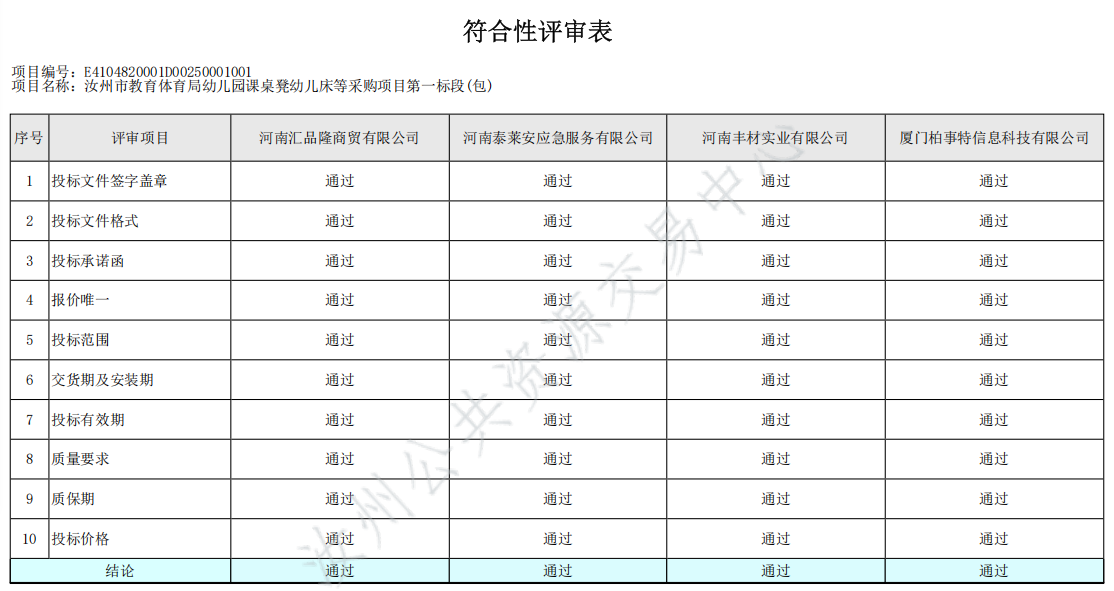 符合性评审表
项目编号：E4104820001D00250001001
项目名称：汝州市教育体育局幼儿园课桌凳幼儿床等采购项目第一标段(包)
序号 评审项目 河南汇品隆商贸有限公司 河南泰莱安应急服务有限公司 河南丰材实业有限公司 厦门柏事特信息科技有限公司
1 投标文件签字盖章 通过 通过 通过 通过
2 投标文件格式 通过 通过 通过 通过
3 投标承诺函 通过 通过 通过 通过
4 报价唯一 通过 通过 通过 通过
5 投标范围 通过 通过 通过 通过
6 交货期及安装期 通过 通过 通过 通过
7 投标有效期 通过 通过 通过 通过
8 质量要求 通过 通过 通过 通过
9 质保期 通过 通过 通过 通过
10 投标价格 通过 通过 通过 通过
结论 通过 通过 通过 通过
汝州公共资源交易中心